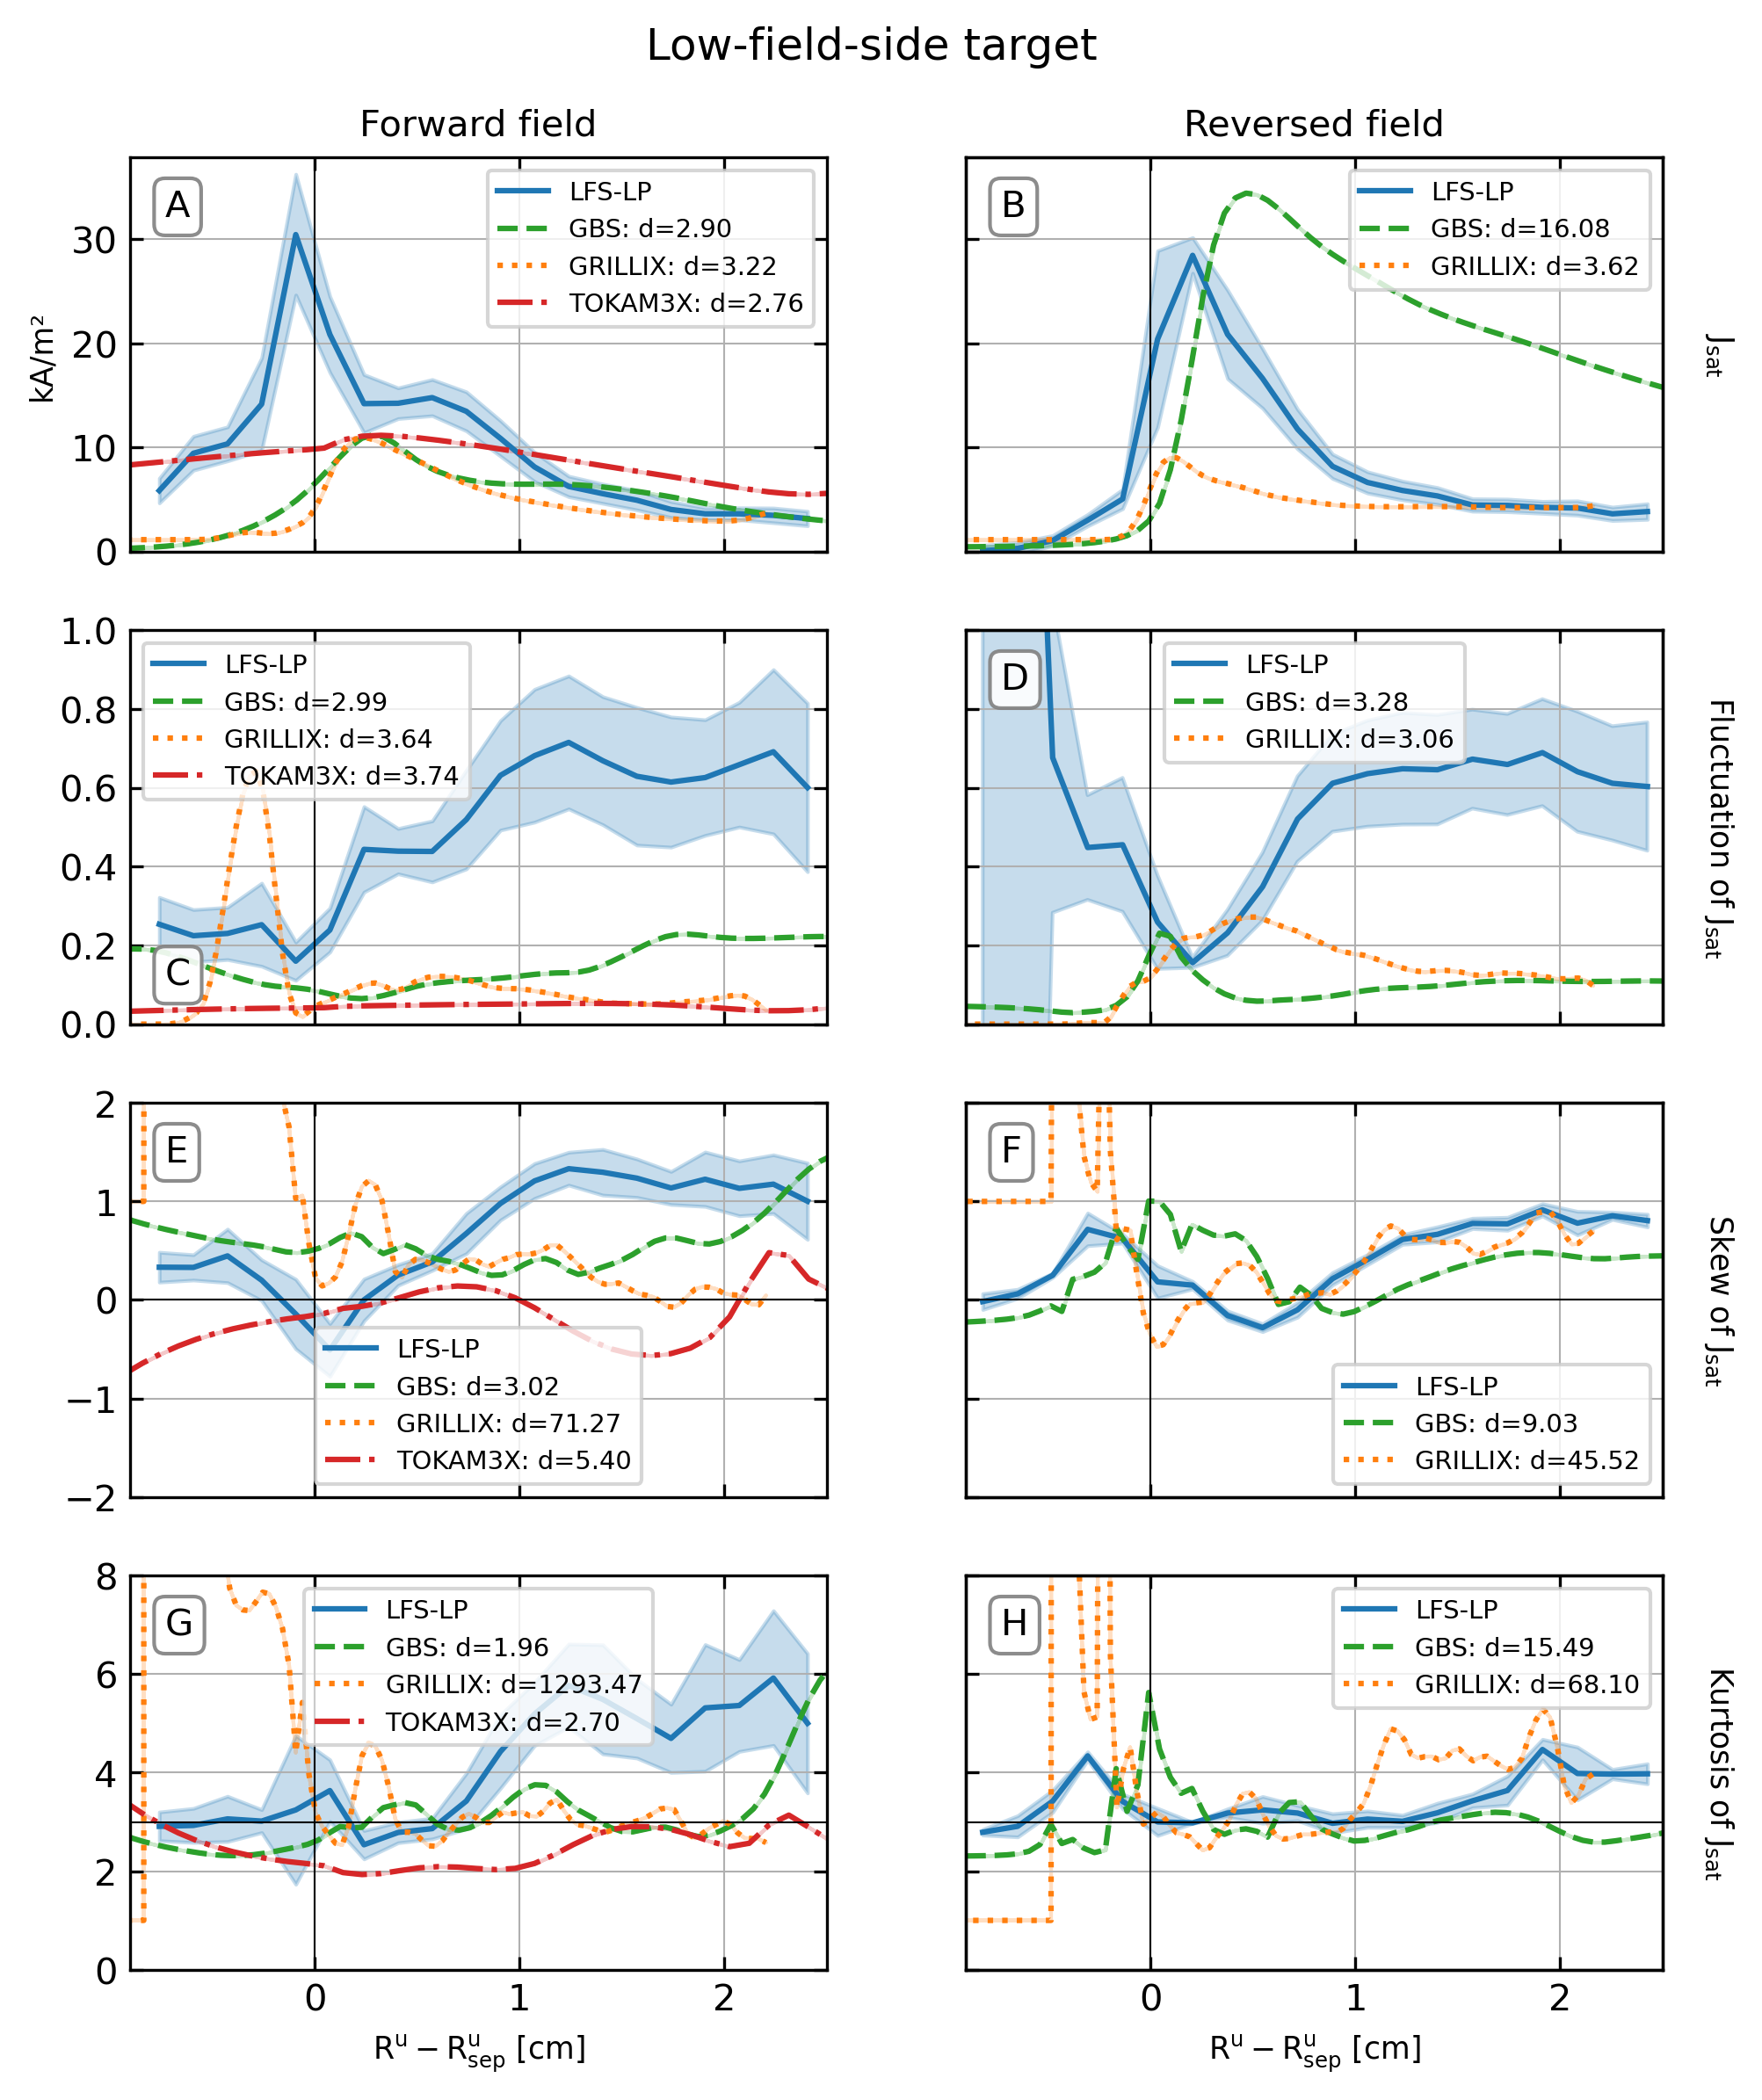 Low-field-side target
Forward field
Reversed field
A
LFS-LP
GBS: d=2.90
GRILLIX: d=3.22
TOKAM3X: d=2.76
kA/m²
30
20
10
0
B
LFS-LP
GBS: d=16.08
GRILLIX: d=3.62
Jsat
1.0
0.8
0.6
0.4
0.2
0.0
LFS-LP
GBS: d=2.99
GRILLIX: d=3.64
TOKAM3X: d=3.74
C
D
LFS-LP
GBS: d=3.28
GRILLIX: d=3.06
Fluctuation of Jsat
2
1
0
−1
−2
E
LFS-LP
GBS: d=3.02
GRILLIX: d=71.27
TOKAM3X: d=5.40
F
LFS-LP
GBS: d=9.03
GRILLIX: d=45.52
Skew of Jsat
8
6
4
2
0
G
LFS-LP
GBS: d=1.96
GRILLIX: d=1293.47
TOKAM3X: d=2.70
H
LFS-LP
GBS: d=15.49
GRILLIX: d=68.10
Kurtosis of Jsat
0 1 2
0 1 2
Rᵘ − Rᵘsep [cm]
Rᵘ − Rᵘsep [cm]